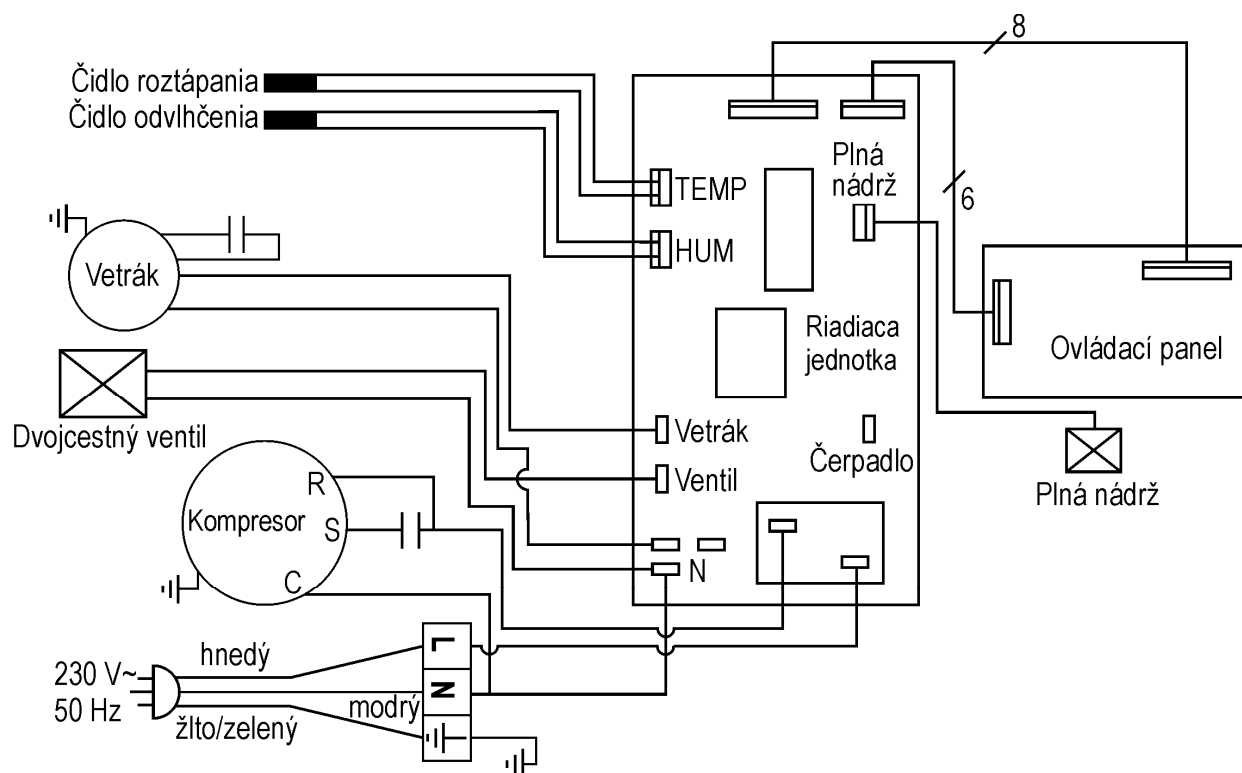 8
Čidlo roztápania
Čidlo odvlhčenia
Plná
nádrž
TEMP
6
HUM
Vetrák
Riadiaca
jednotka
Ovládací panel
Dvojcestný ventil
Vetrák
Čerpadlo
Ventil
Plná nádrž
R
Kompresor
S
N
C
L
hnedý
230 V~
N
50 Hz
modrý
žlto/zelený